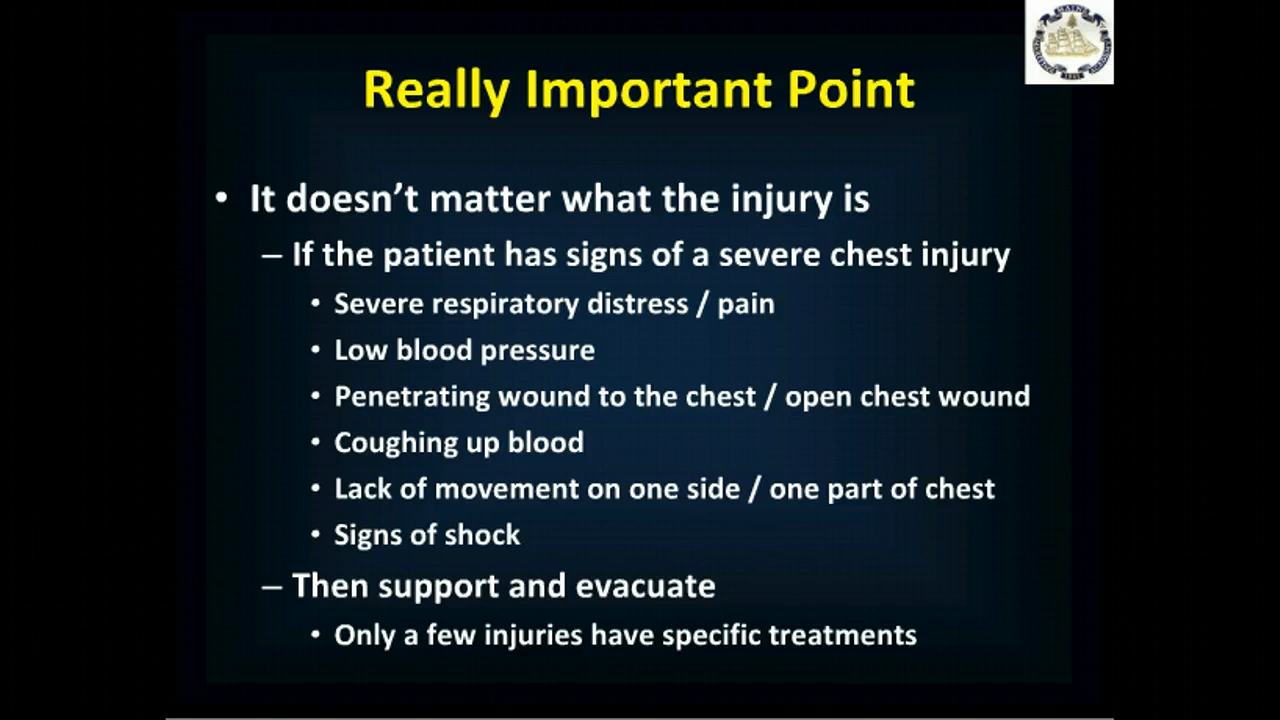 MAINE
Really Important Point
• It doesn’t matter what the injury is
– If the patient has signs of a severe chest injury
• Severe respiratory distress / pain
• Low blood pressure
• Penetrating wound to the chest / open chest wound
• Coughing up blood
• Lack of movement on one side / one part of chest
• Signs of shock
– Then support and evacuate
• Only a few injuries have specific treatments